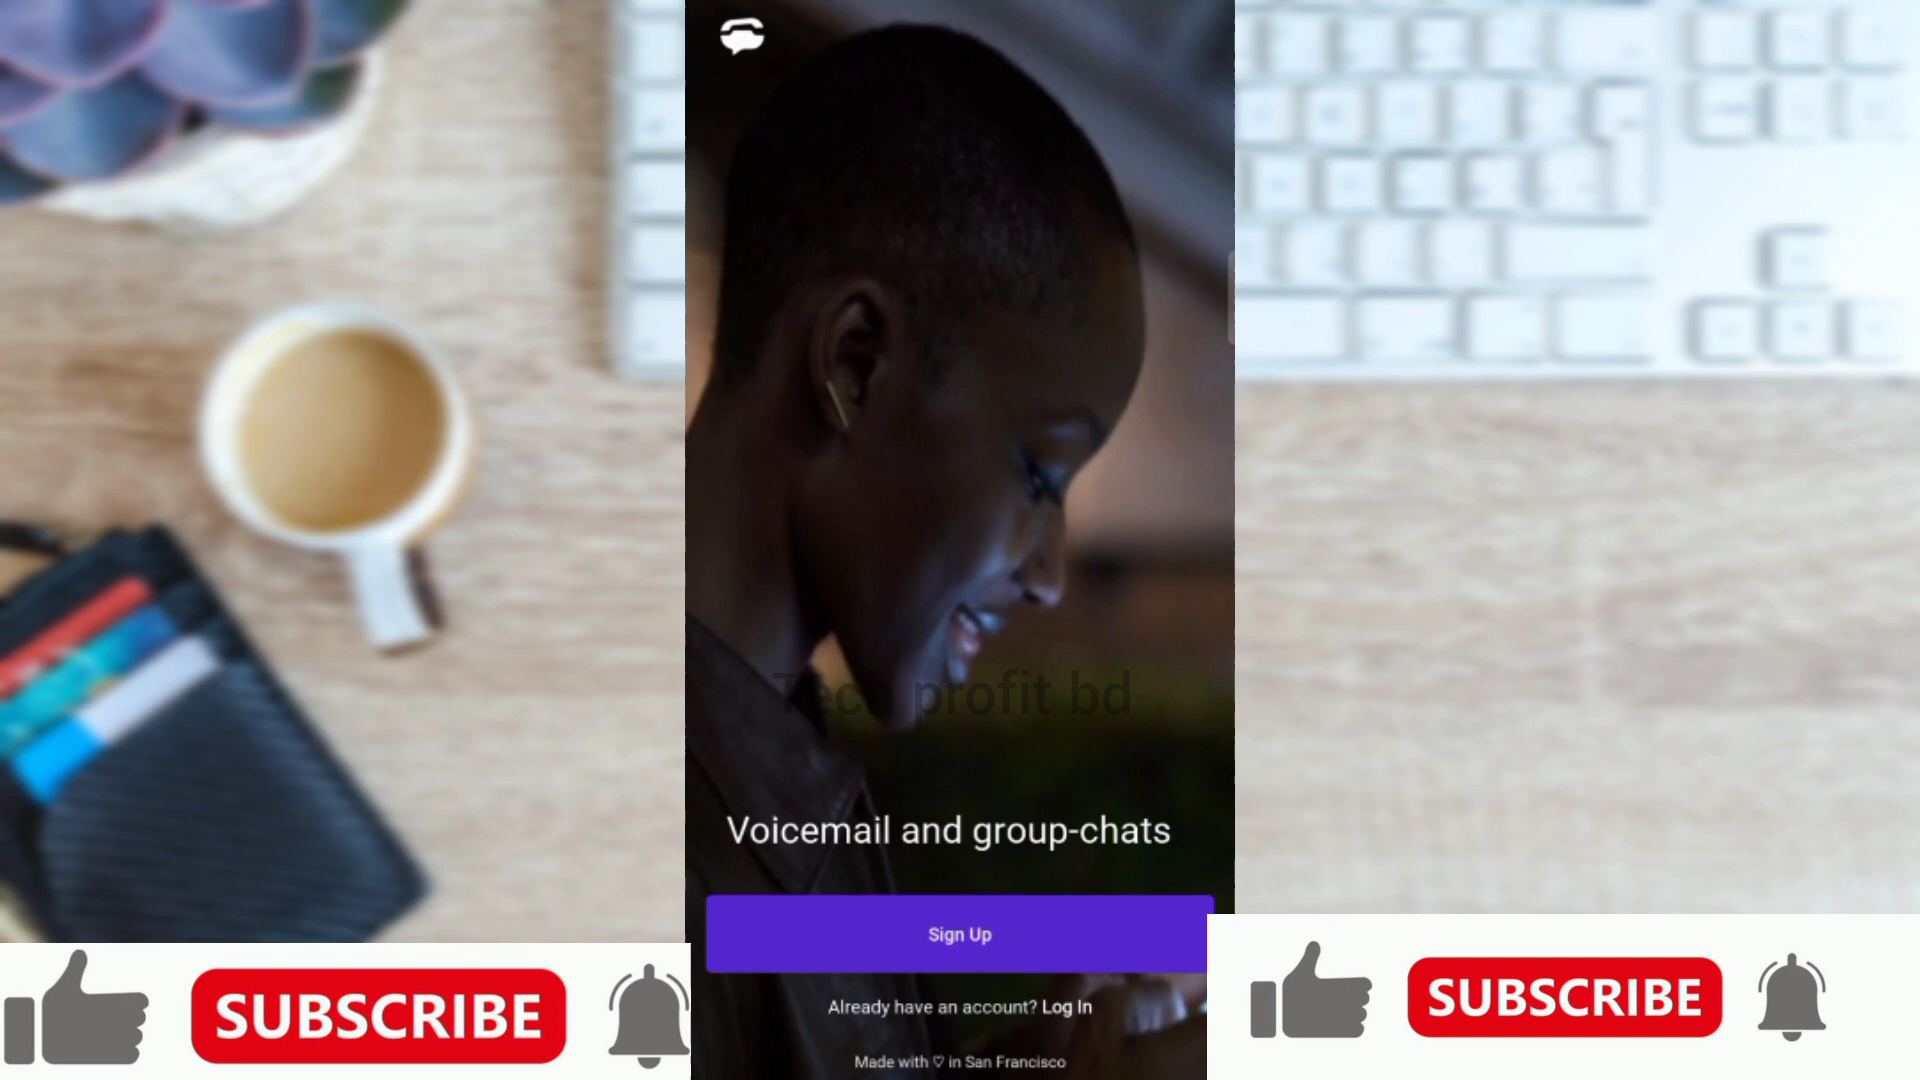 Tech profit bd
Voicemail and group-chats
Sign Up
Already have an account? Log In
Made with ♡ in San Francisco
SUBSCRIBE
SUBSCRIBE